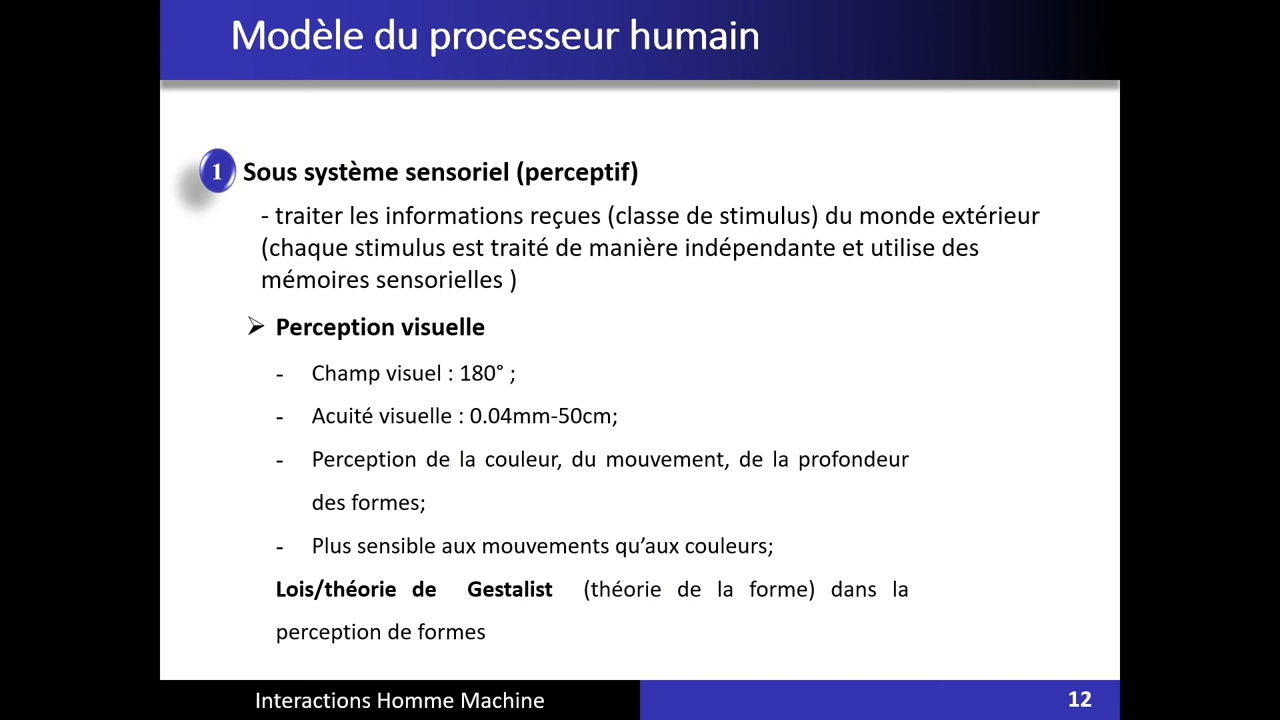 Modèle du processeur humain
1 Sous système sensoriel (perceptif)
- traiter les informations reçues (classe de stimulus) du monde extérieur
(chaque stimulus est traité de manière indépendante et utilise des
mémoires sensorielles )
➢ Perception visuelle
- Champ visuel : 180° ;
- Acuité visuelle : 0.04mm-50cm;
- Perception de la couleur, du mouvement, de la profondeur
des formes;
- Plus sensible aux mouvements qu’aux couleurs;
Lois/théorie de Gestalist (théorie de la forme) dans la
perception de formes
Interactions Homme Machine
12